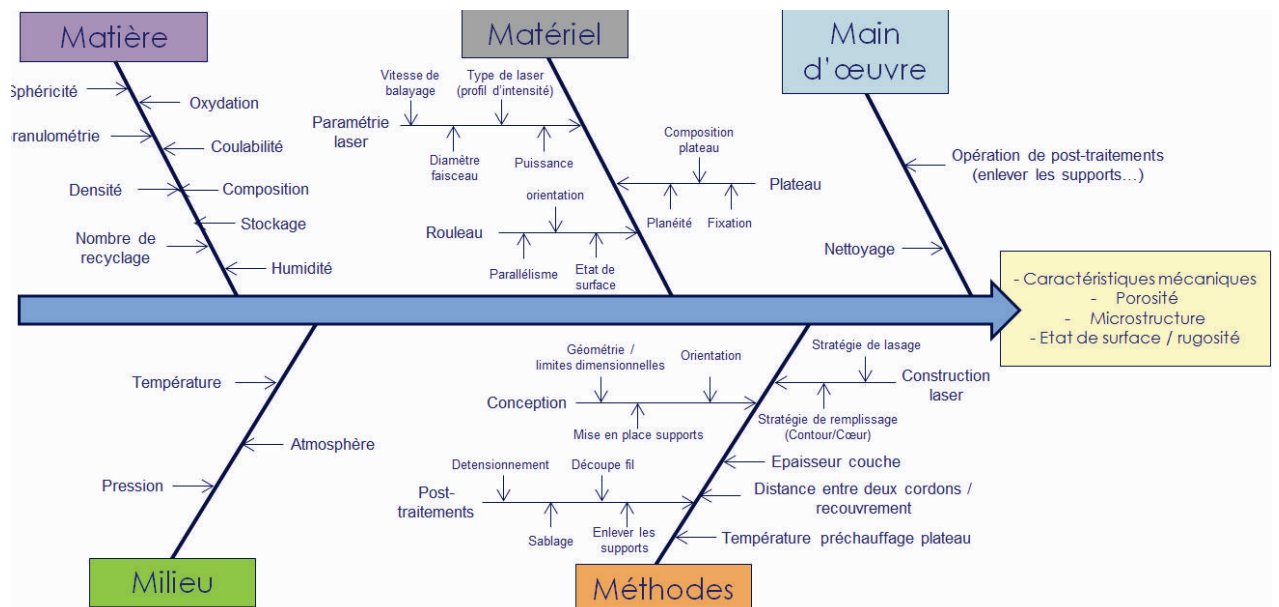 Matière
Matériel
Main
d'œuvre
Sphéricité
Oxydation
Granulométrie
Coulabilité
Densité
Composition
Stockage
Nombre de
recyclage
Humidité
Vitesse de
balayage
Type de laser
(profil d'intensité)
Paramétrie
laser
Diamètre
faisceau
Puissance
Composition
plateau
Plateau
Planéité
Fixation
orientation
Rouleau
Parallélisme
Etat de
surface
Opération de post-traitements
(enlever les supports...)
Nettoyage
- Caractéristiques mécaniques
- Porosité
- Microstructure
- Etat de surface / rugosité
Température
Atmosphère
Pression
Milieu
Géométrie /
limites dimensionnelles
Orientation
Conception
Mise en place supports
Stratégie de lasage
Construction
laser
Stratégie de remplissage
(Contour/Cœur)
Epaisseur couche
Distance entre deux cordons /
recouvrement
Température préchauffage plateau
Detensionnement
Découpe fil
Post-
traitements
Sablage
Enlever les
supports
Méthodes